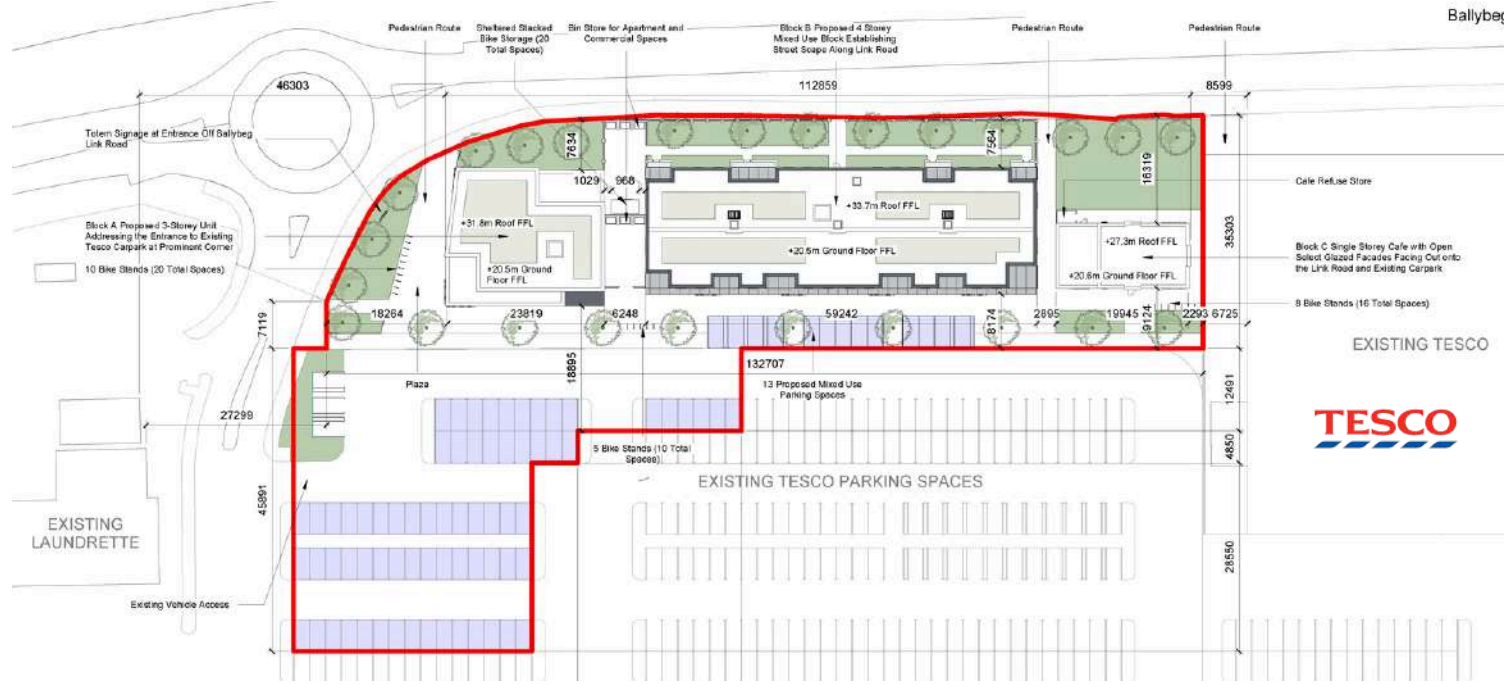 Ballybeg
Pedestrian Route
Sheltered Stacked
Bike Storage (20
Total Spaces)
Bin Store for Apartment and
Commercial Spaces
Block B Proposed 4 Storey
Mixed Use Block Establishing
Street Scape Along Link Road
Pedestrian Route
Pedestrian Route
46303
112859
8599
Totem Signage at Entrance Off Ballybeg
Link Road
7634
7564
1029
968
16319
Cafe Refuse Store
+31.8m Roof FFL
+33.7m Roof FFL
35303
Block A Proposed 3-Storey Unit
Addressing the Entrance to Existing
Tesco Carpark at Prominent Corner
+27.3m Roof FFL
+20.5m Ground Floor FFL
Block C Single Storey Cafe with Open
Select Glazed Facades Facing Out onto
the Link Road and Existing Carpark
10 Bike Stands (20 Total Spaces)
+20.5m Ground
Floor FFL
+20.6m Ground Floor FFL
8 Bike Stands (16 Total Spaces)
7119
18264
23819
6248
59242
8174
2895
19945
9124
2293
6725
EXISTING TESCO
18895
132707
Plaza
13 Proposed Mixed Use
Parking Spaces
12491
27299
TESCO
5 Bike Stands (10 Total
Spaces)
4850
EXISTING TESCO PARKING SPACES
45891
EXISTING
LAUNDRETTE
28550
Existing Vehicle Access